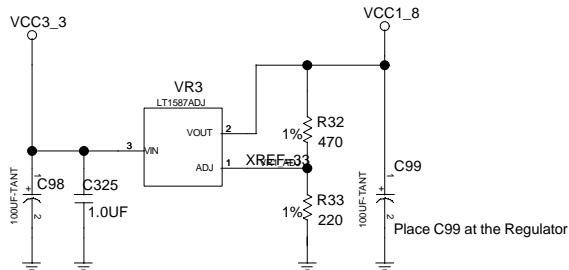 VCC3_3
VCC1_8
VR3
LT1587ADJ
VOUT
2
R32
1%
470
3
VIN
ADJ
1
XREF_33
C99
1
100UF-TANT
+
2
1
C98
+
100UF-TANT
2
C325
1.0UF
R33
1%
220
Place C99 at the Regulator